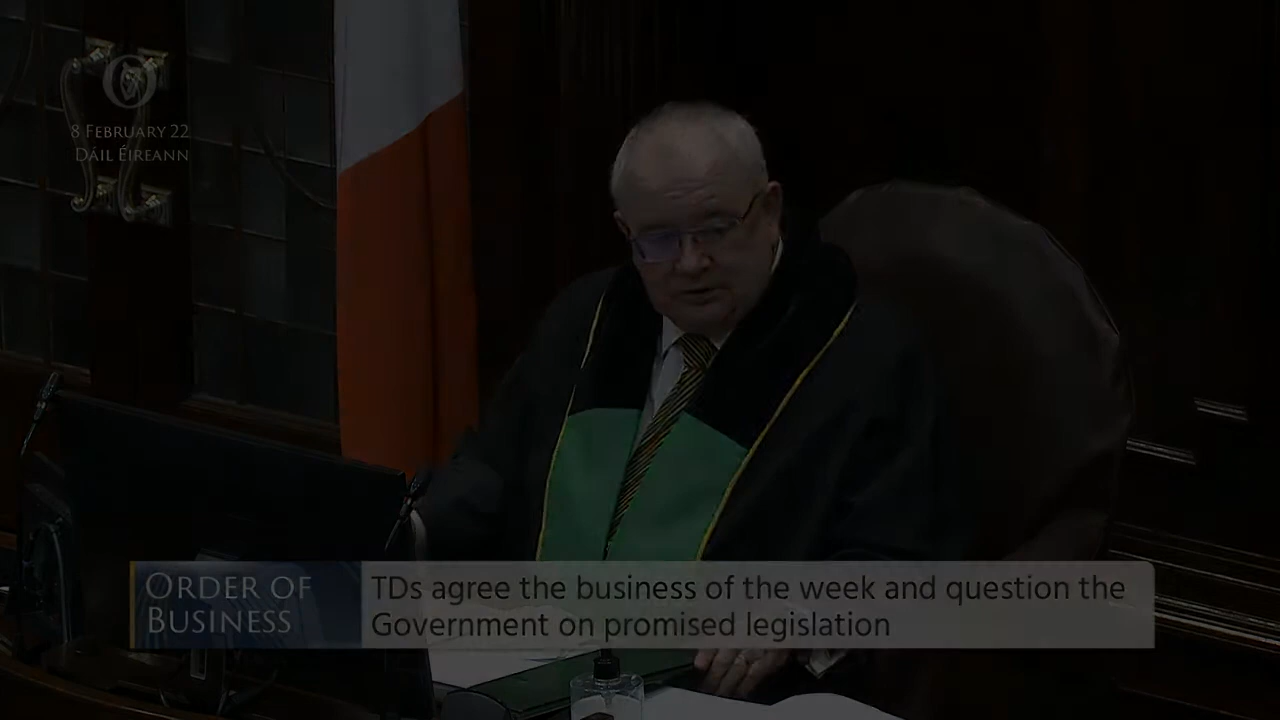 8 February 22
Dáil Éireann
Order of
Business
TDs agree the business of the week and question the
Government on promised legislation